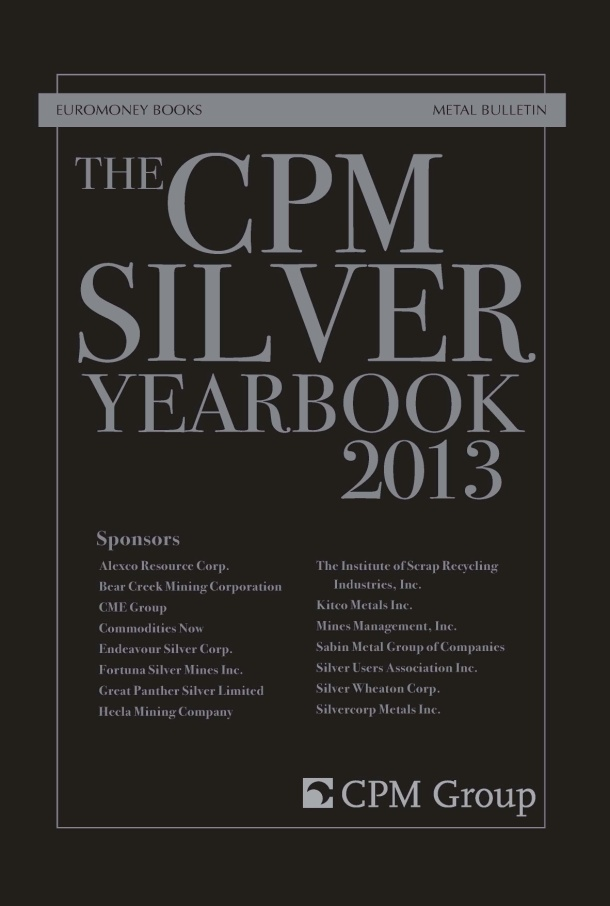 EUROMONEY BOOKS METAL BULLETIN
THE CPM
SILVER
YEARBOOK
2013
Sponsors
Alexco Resource Corp.
Bear Creek Mining Corporation
CME Group
Commodities Now
Endeavour Silver Corp.
Fortuna Silver Mines Inc.
Great Panther Silver Limited
Hecla Mining Company
The Institute of Scrap Recycling
Industries, Inc.
Kitco Metals Inc.
Mines Management, Inc.
Sabin Metal Group of Companies
Silver Users Association Inc.
Silver Wheaton Corp.
Silvercorp Metals Inc.
CPM Group